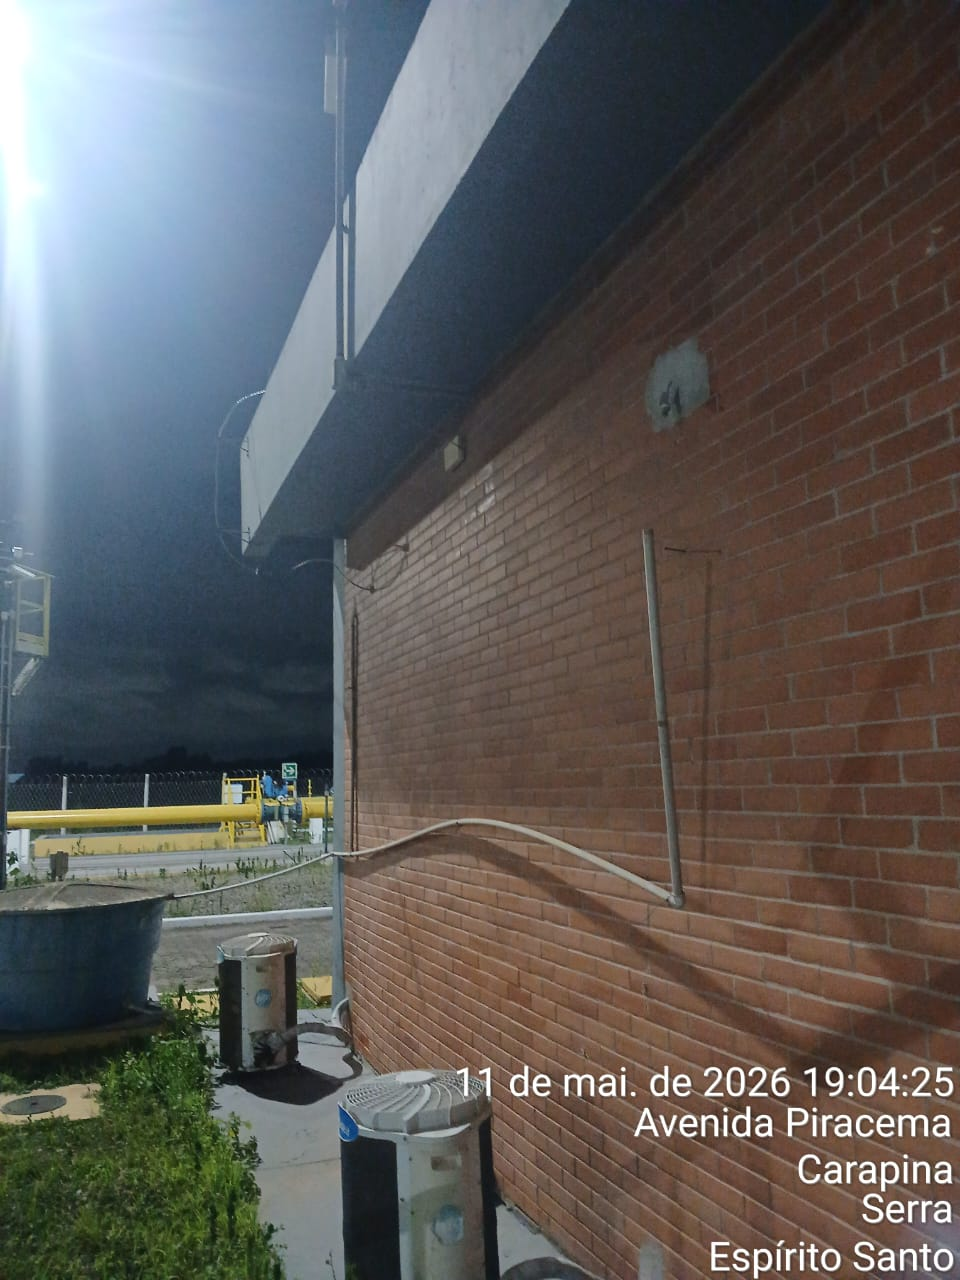 11 de mai. de 2026 19:04:25
Avenida Piracema
Carapina
Serra
Espírito Santo